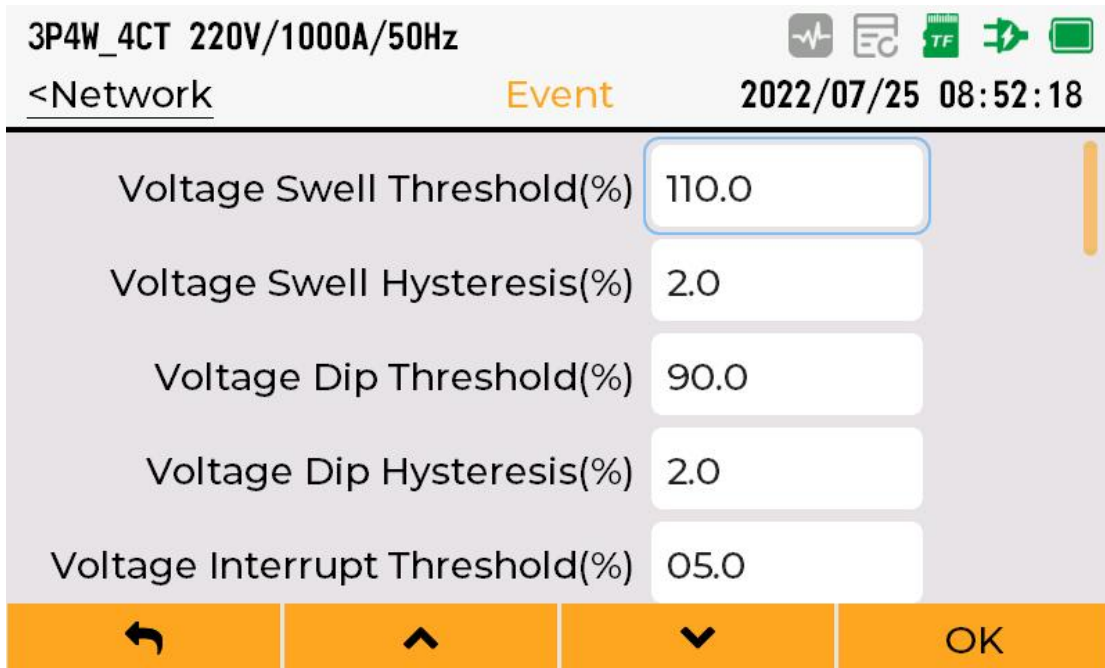 3P4W_4CT 220V/1000A/50Hz
TF
<Network Event 2022/07/25 08:52:18
Voltage Swell Threshold(%) 110.0
Voltage Swell Hysteresis(%) 2.0
Voltage Dip Threshold(%) 90.0
Voltage Dip Hysteresis(%) 2.0
Voltage Interrupt Threshold(%) 05.0
OK